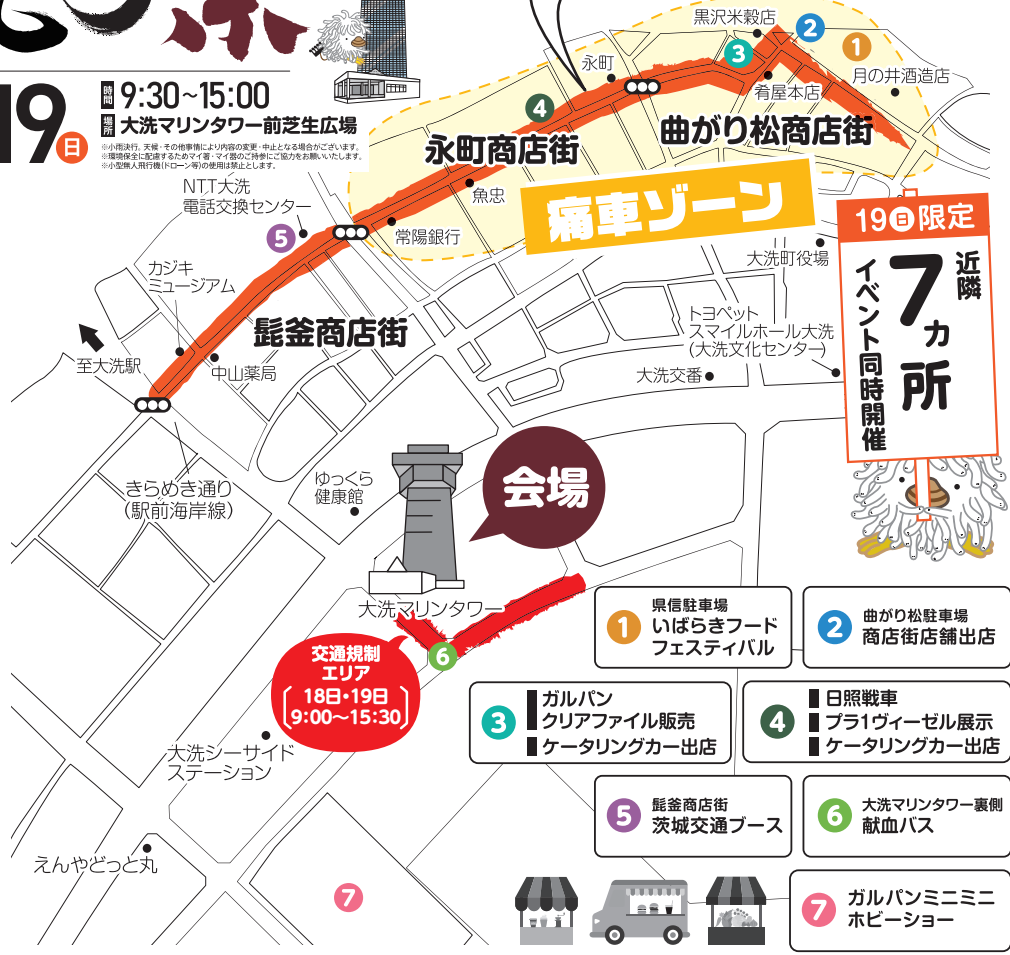 19日
時間 9:30～15:00
場所 大洗マリンタワー前芝生広場
※小雨決行。天候・その他事情により内容の変更・中止となる場合がございます。
※環境保全に配慮するためマイ箸・マイ器のご持参にご協力をお願いいたします。
※小型無人飛行機(ドローン等)の使用は禁止とします。
黒沢米穀店
2
1
3
永町
月の井酒造店
肴屋本店
4
曲がり松商店街
永町商店街
痛車ゾーン
NTT大洗
電話交換センター
魚忠
5
常陽銀行
大洗町役場
19日限定
近隣
7ヵ所
イベント同時開催
カジキ
ミュージアム
髭釜商店街
トヨペット
スマイルホール大洗
(大洗文化センター)
至大洗駅
中山薬局
大洗交番
きらめき通り
(駅前海岸線)
ゆっくら
健康館
会場
大洗マリンタワー
6
交通規制
エリア
18日・19日
9:00～15:30
大洗シーサイド
ステーション
えんやどっと丸
7
1
県信駐車場
いばらきフード
フェスティバル
2
曲がり松駐車場
商店街店舗出店
3
ガルパン
クリアファイル販売
ケータリングカー出店
4
日照戦車
プラ1ヴィーゼル展示
ケータリングカー出店
5
髭釜商店街
茨城交通ブース
6
大洗マリンタワー裏側
献血バス
7
ガルパンミニミニ
ホビーショー